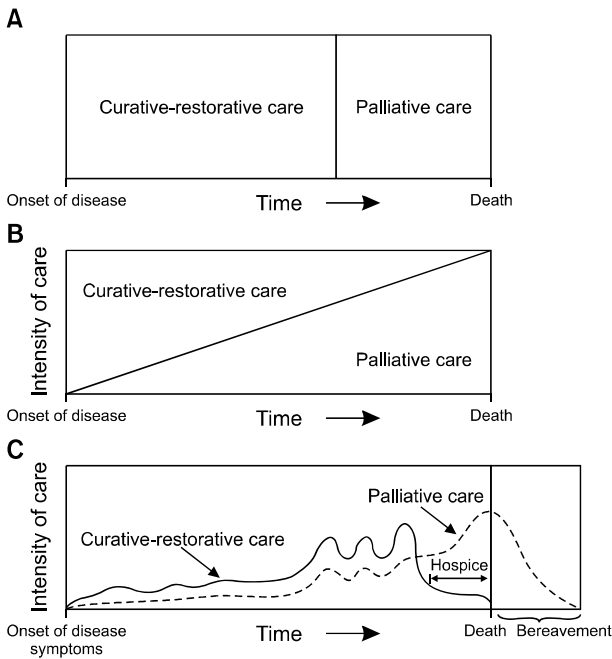 A
Curative-restorative care
Palliative care
Onset of disease
Time
Death
B
Intensity of care
Curative-restorative care
Palliative care
Onset of disease
Time
Death
C
Intensity of care
Palliative care
Curative-restorative care
Hospice
Onset of disease
symptoms
Time
Death
Bereavement